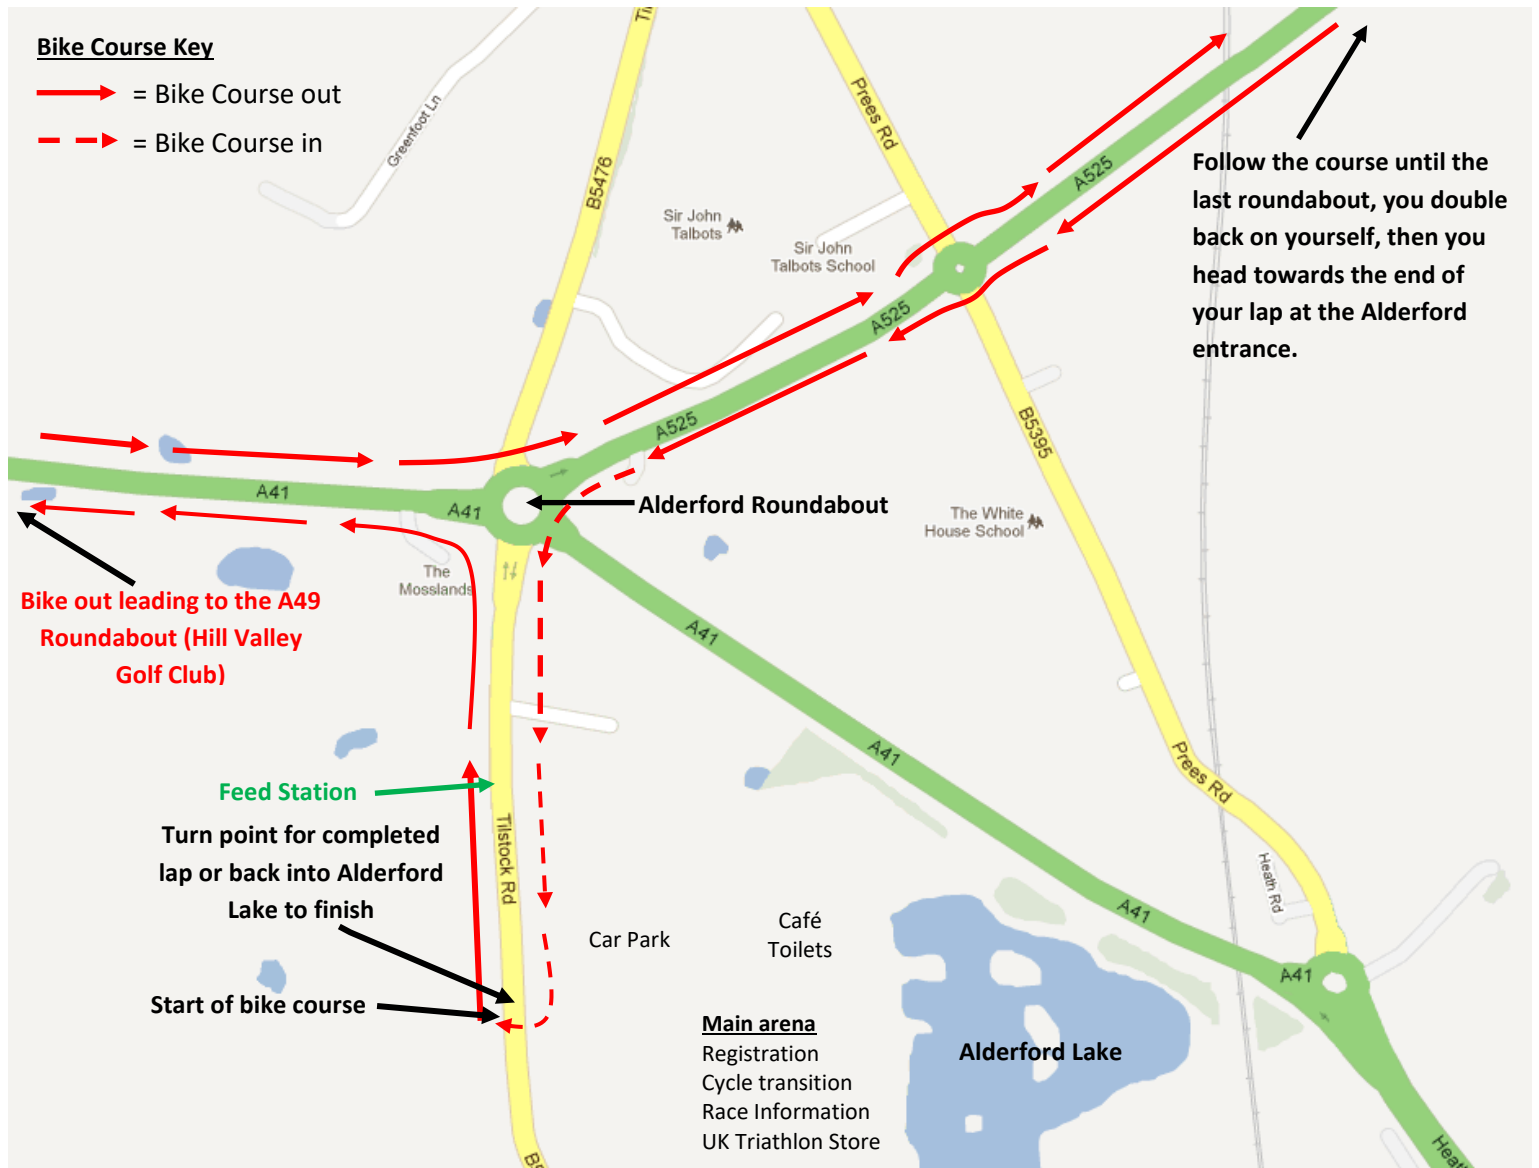 Bike Course Key
= Bike Course out
= Bike Course in
Greenfoot Ln
B5476
Prees Rd
A525
Follow the course until the
last roundabout, you double
back on yourself, then you
head towards the end of
your lap at the Alderford
entrance.
Sir John
Talbots
Sir John
Talbots School
A525
A525
B5395
A41
A41
Alderford Roundabout
The White
House School
The
Mosslands
Bike out leading to the A49
Roundabout (Hill Valley
Golf Club)
A41
A41
Prees Rd
Feed Station
Tilstock Rd
Turn point for completed
lap or back into Alderford
Lake to finish
Heath Rd
A41
Car Park
Café
Toilets
A41
Start of bike course
Main arena
Registration
Cycle transition
Race Information
UK Triathlon Store
Alderford Lake